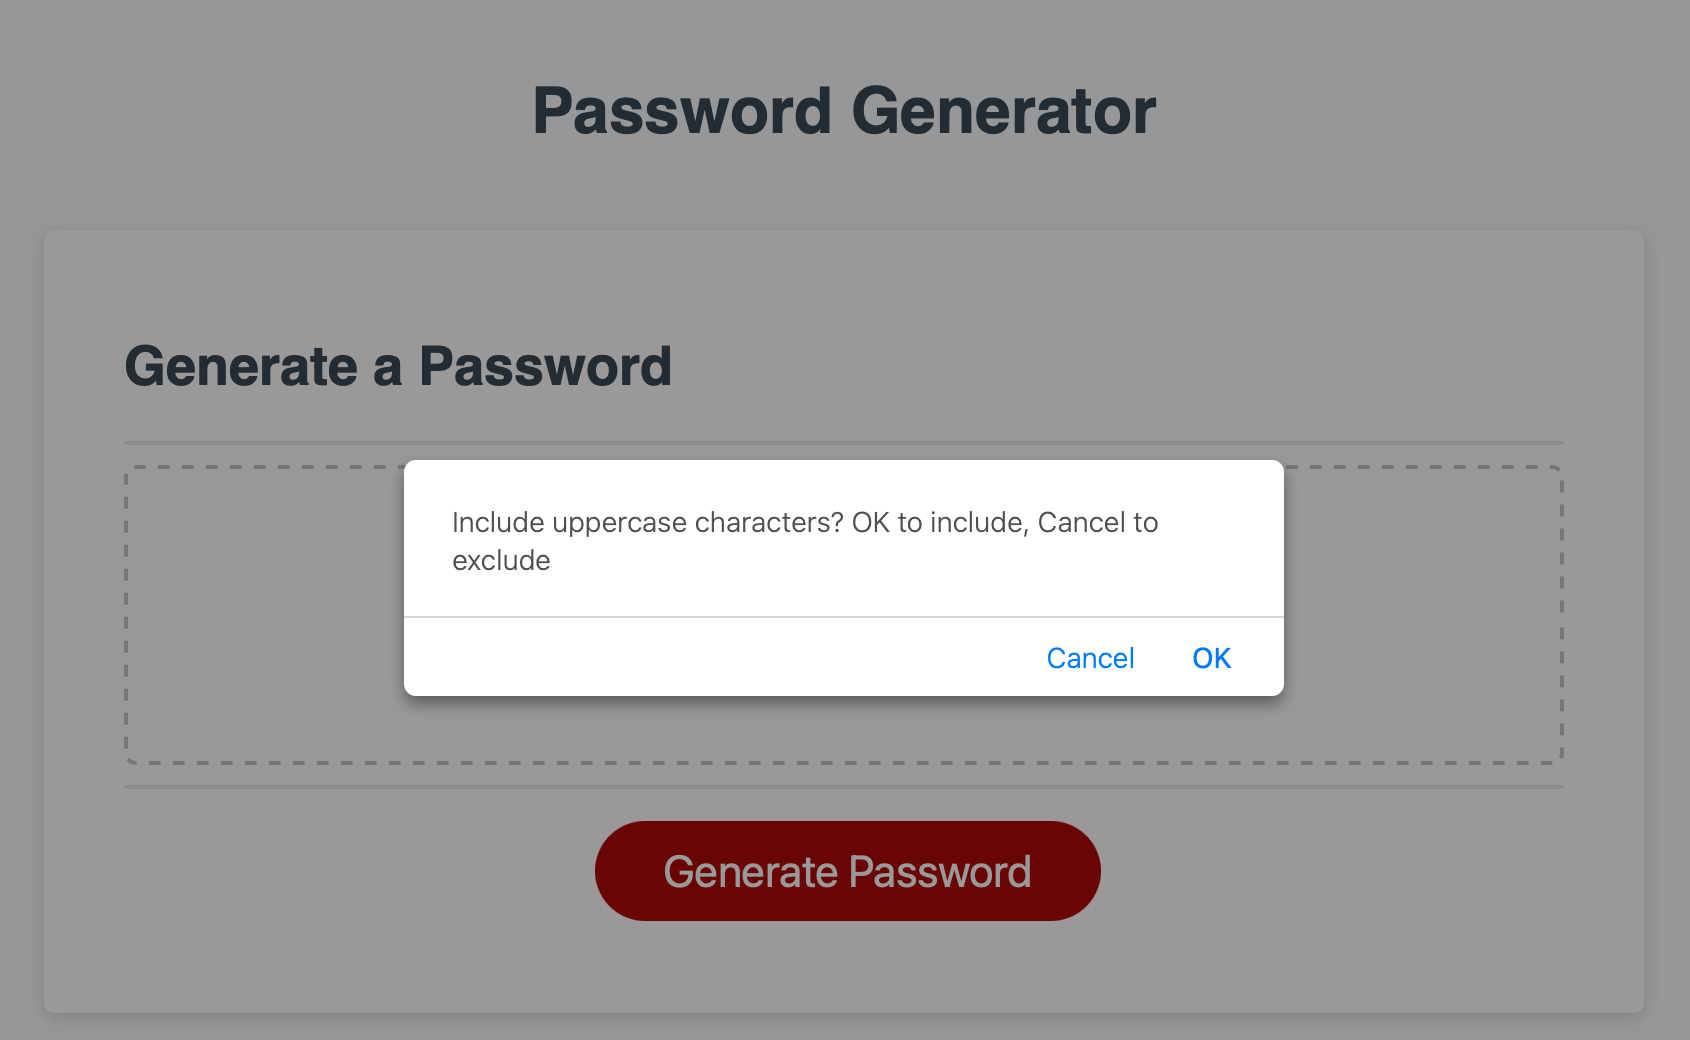 Password Generator
Generate a Password
Include uppercase characters? OK to include, Cancel to
exclude
Cancel OK
Generate Password